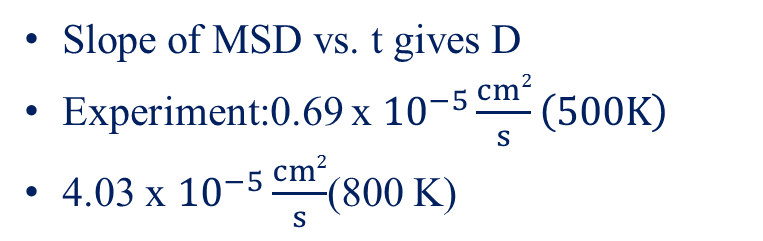 • Slope of MSD vs. t gives D
• Experiment:0.69 x 10⁻⁵ cm²/s (500K)
• 4.03 x 10⁻⁵ cm²/s(800 K)